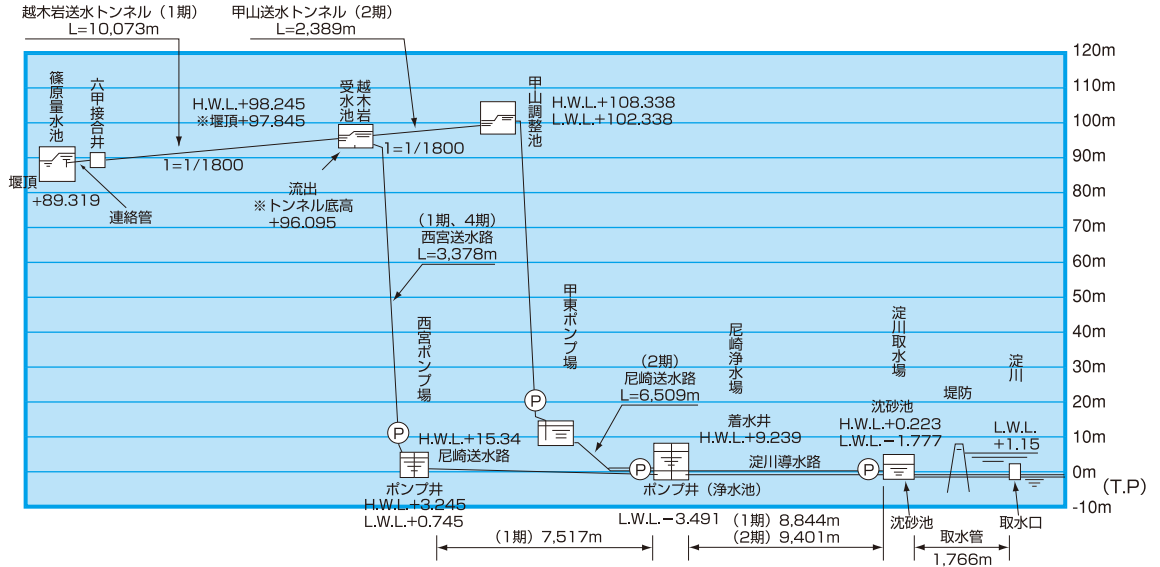 越木岩送水トンネル（1期）
L=10,073m
甲山送水トンネル（2期）
L=2,389m
120m
110m
100m
90m
80m
70m
60m
50m
40m
30m
20m
10m
0m
-10m
(T.P)
篠原量水池
六甲接合井
H.W.L.+98.245
※堰頂+97.845
越木岩
受水池
甲山調整池
H.W.L.+108.338
L.W.L.+102.338
1=1/1800
1=1/1800
堰頂
+89.319
連絡管
流出
※トンネル底高
+96.095
（1期、4期）
西宮送水路
L=3,378m
西宮ポンプ場
甲東ポンプ場
（2期）
尼崎送水路
L=6,509m
尼崎浄水場
淀川取水場
堤防
淀川
P
P
P
P
H.W.L.+15.34
尼崎送水路
着水井
H.W.L.+9.239
淀川導水路
沈砂池
H.W.L.+0.223
L.W.L.−1.777
L.W.L.
+1.15
ポンプ井
H.W.L.+3.245
L.W.L.+0.745
ポンプ井（浄水池）
L.W.L.−3.491
沈砂池
取水口
（1期）7,517m
（1期）8,844m
（2期）9,401m
取水管
1,766m